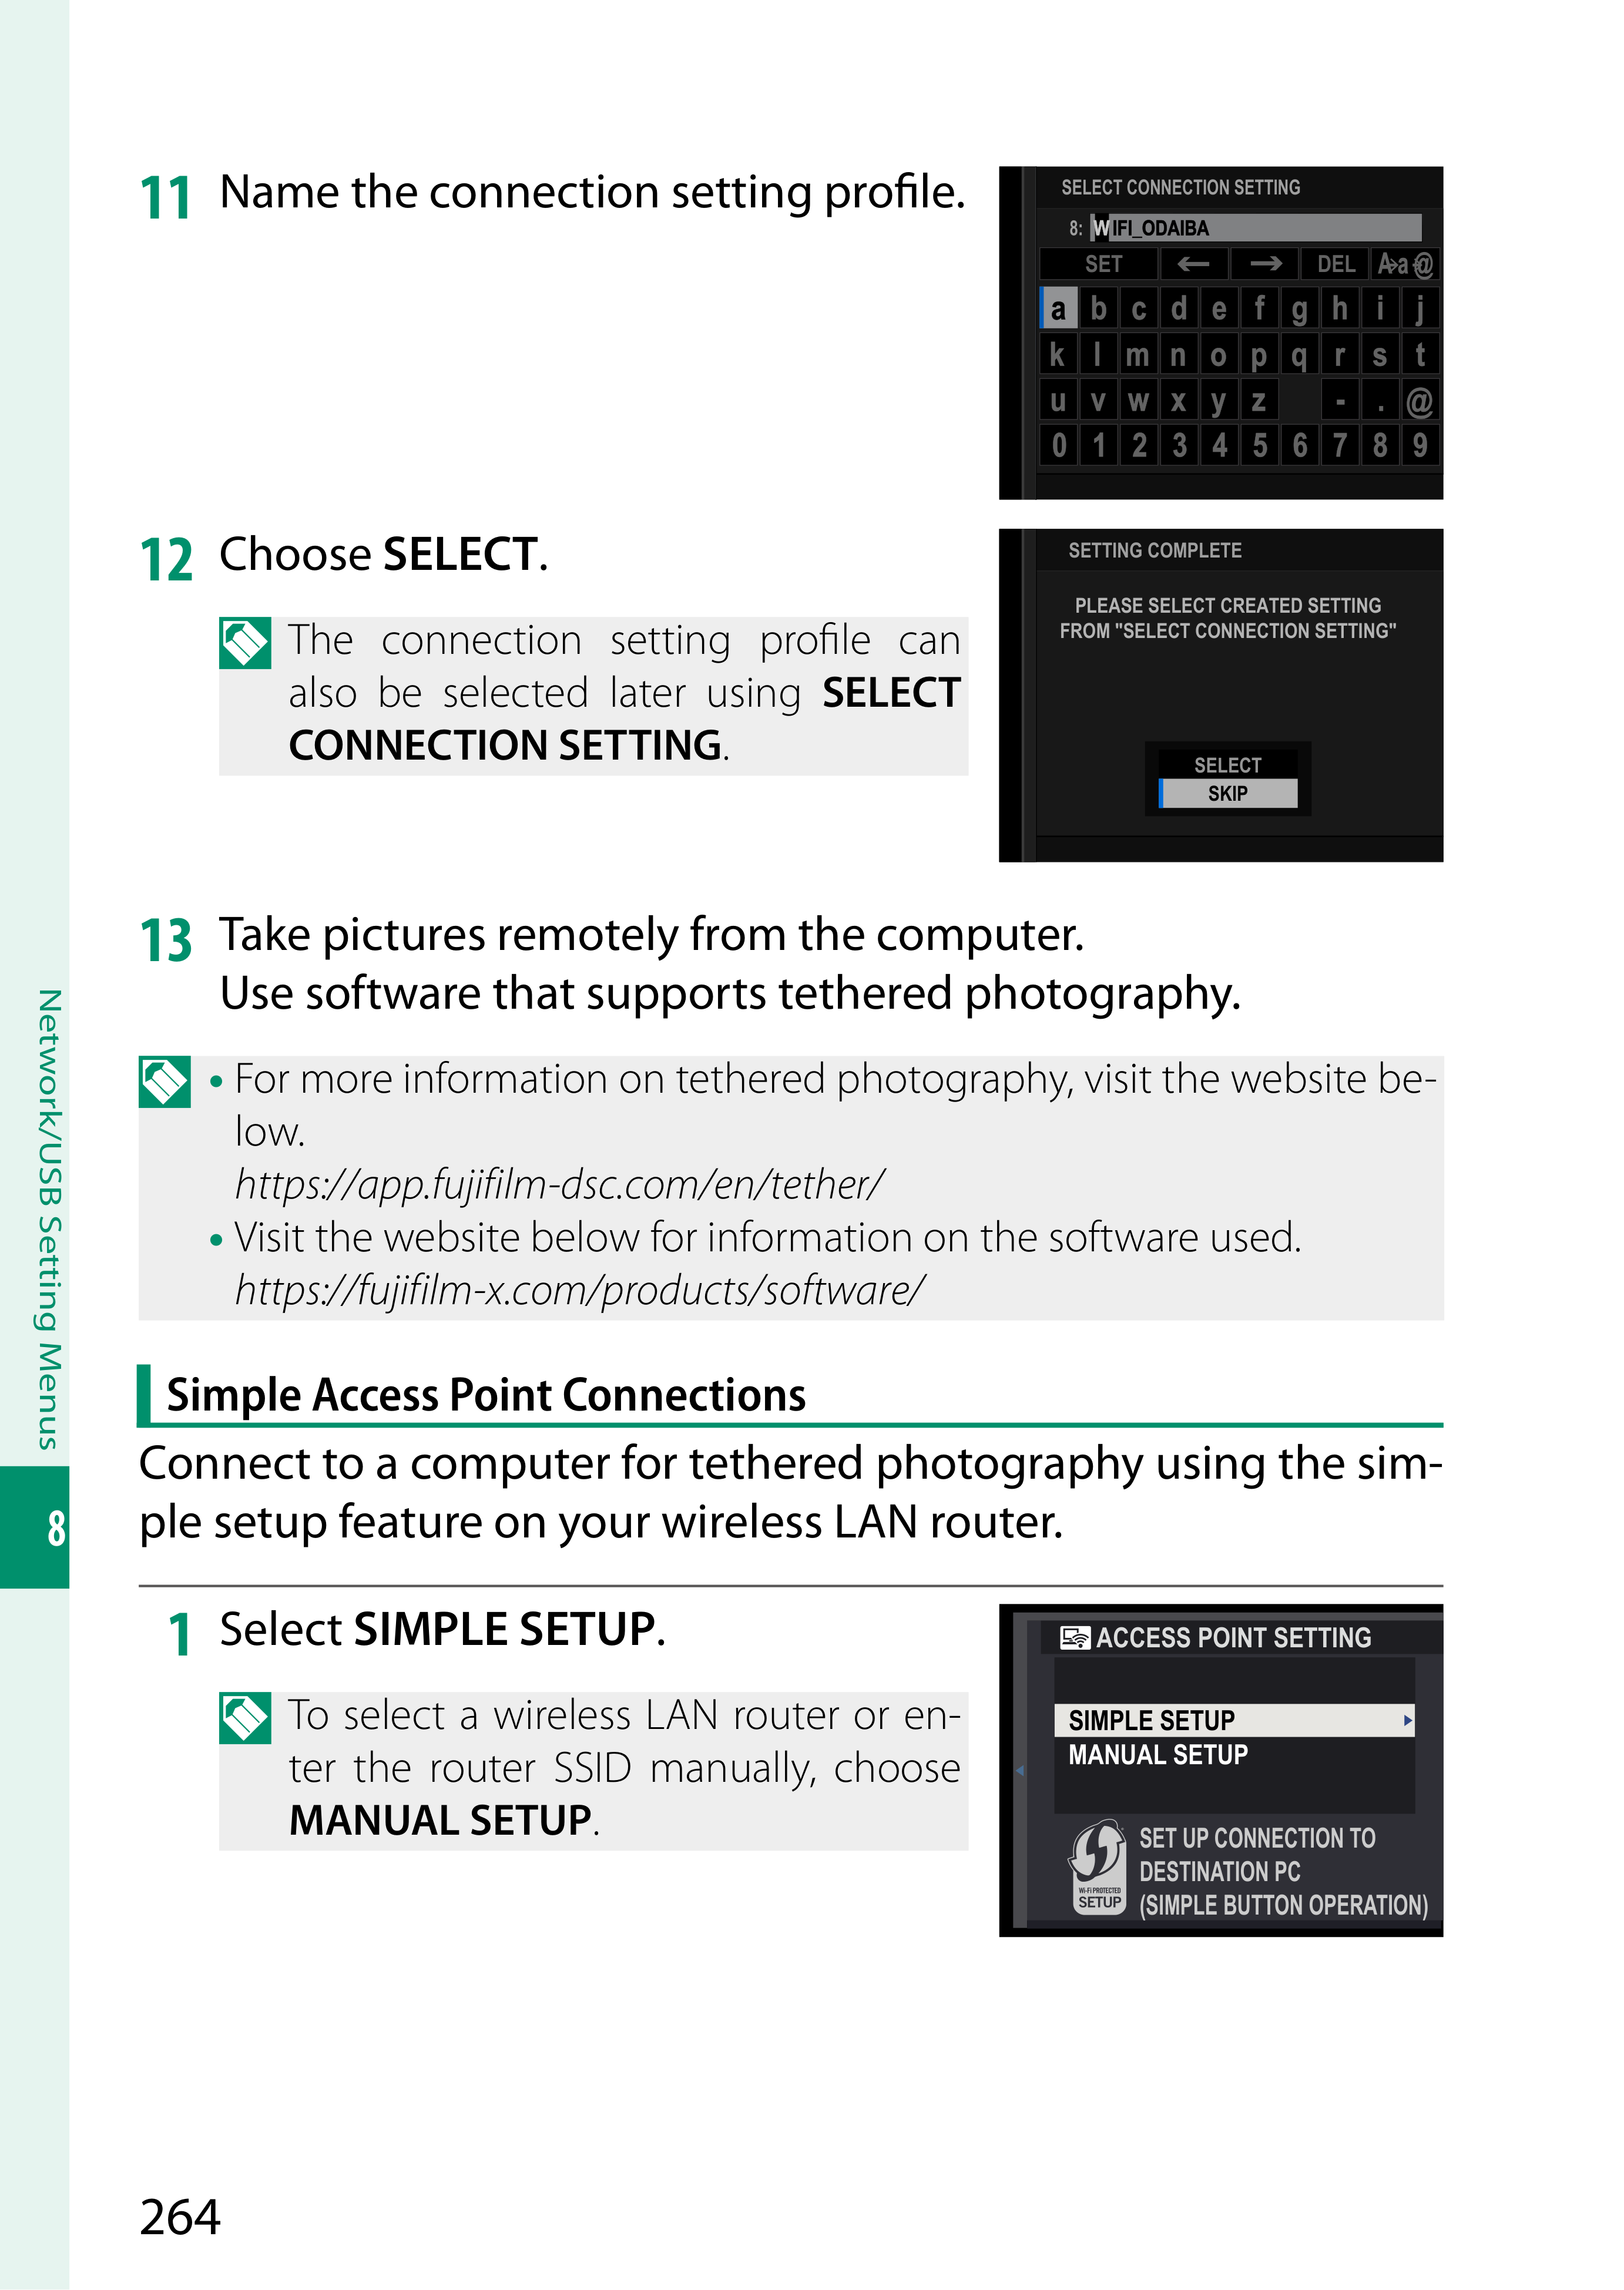 11 Name the connection setting profile.
SELECT CONNECTION SETTING
8: WIFI_ODAIBA
SET ← → DEL A→a→@
a b c d e f g h i j
k l m n o p q r s t
u v w x y z - . @
0 1 2 3 4 5 6 7 8 9
12 Choose SELECT.
The connection setting profile can
also be selected later using SELECT
CONNECTION SETTING.
SETTING COMPLETE
PLEASE SELECT CREATED SETTING
FROM "SELECT CONNECTION SETTING"
SELECT
SKIP
13 Take pictures remotely from the computer.
Use software that supports tethered photography.
• For more information on tethered photography, visit the website be-
low.
https://app.fujifilm-dsc.com/en/tether/
• Visit the website below for information on the software used.
https://fujifilm-x.com/products/software/
Simple Access Point Connections
Connect to a computer for tethered photography using the sim-
ple setup feature on your wireless LAN router.
1 Select SIMPLE SETUP.
To select a wireless LAN router or en-
ter the router SSID manually, choose
MANUAL SETUP.
ACCESS POINT SETTING
SIMPLE SETUP
MANUAL SETUP
Wi-Fi PROTECTED
SETUP
SET UP CONNECTION TO
DESTINATION PC
(SIMPLE BUTTON OPERATION)
Network/USB Setting Menus
8
264